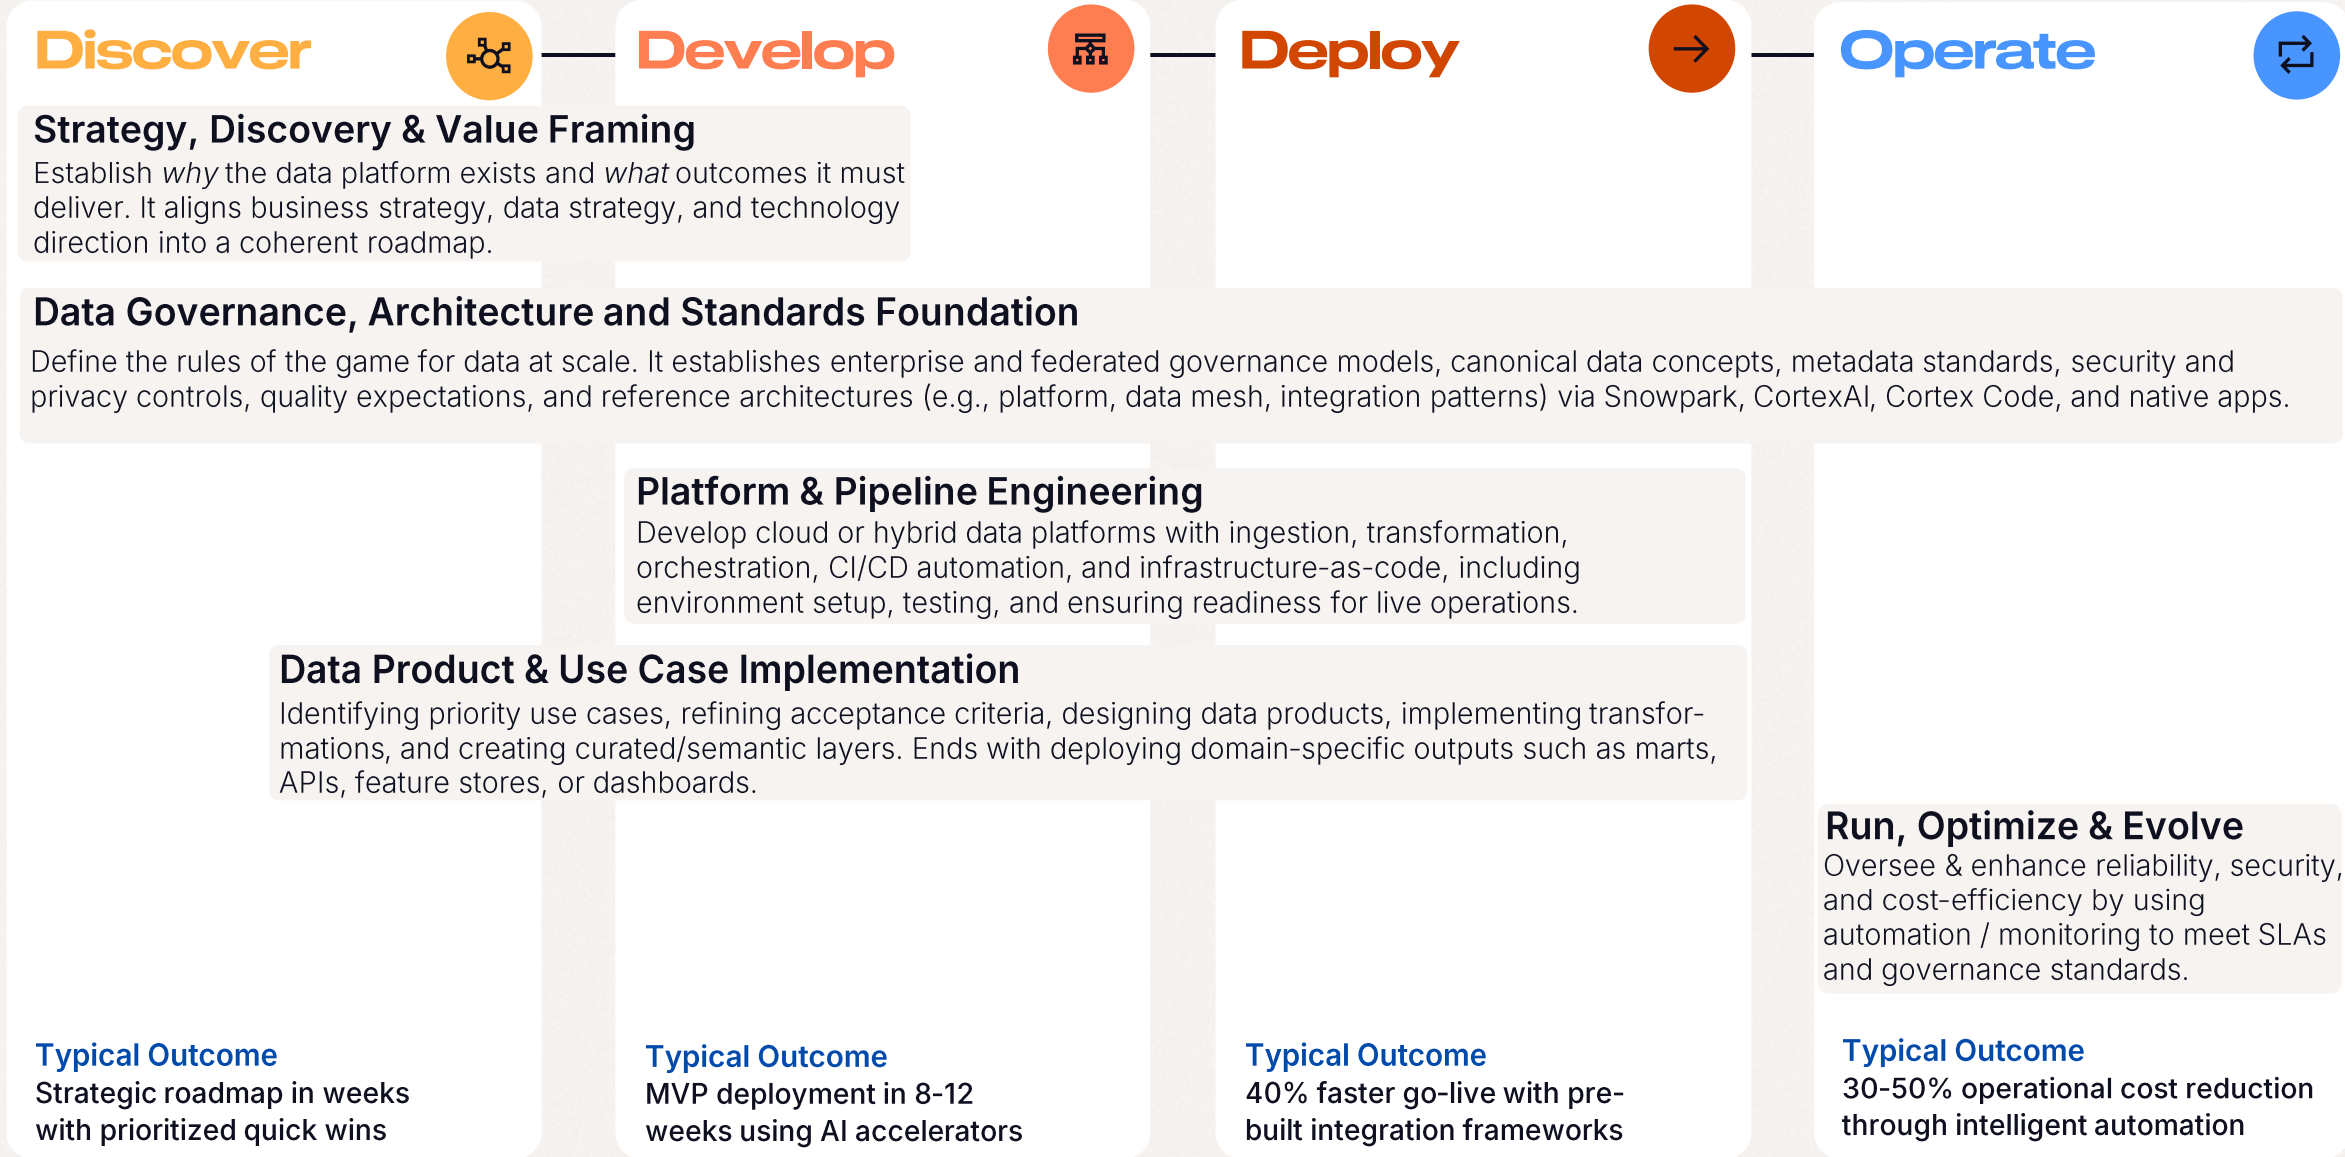 Discover
Develop
Deploy
Operate
Strategy, Discovery & Value Framing
Establish why the data platform exists and what outcomes it must
deliver. It aligns business strategy, data strategy, and technology
direction into a coherent roadmap.
Data Governance, Architecture and Standards Foundation
Define the rules of the game for data at scale. It establishes enterprise and federated governance models, canonical data concepts, metadata standards, security and
privacy controls, quality expectations, and reference architectures (e.g., platform, data mesh, integration patterns) via Snowpark, CortexAI, Cortex Code, and native apps.
Platform & Pipeline Engineering
Develop cloud or hybrid data platforms with ingestion, transformation,
orchestration, CI/CD automation, and infrastructure-as-code, including
environment setup, testing, and ensuring readiness for live operations.
Data Product & Use Case Implementation
Identifying priority use cases, refining acceptance criteria, designing data products, implementing transfor-
mations, and creating curated/semantic layers. Ends with deploying domain-specific outputs such as marts,
APIs, feature stores, or dashboards.
Run, Optimize & Evolve
Oversee & enhance reliability, security,
and cost-efficiency by using
automation / monitoring to meet SLAs
and governance standards.
Typical Outcome
Strategic roadmap in weeks
with prioritized quick wins
Typical Outcome
MVP deployment in 8-12
weeks using AI accelerators
Typical Outcome
40% faster go-live with pre-
built integration frameworks
Typical Outcome
30-50% operational cost reduction
through intelligent automation